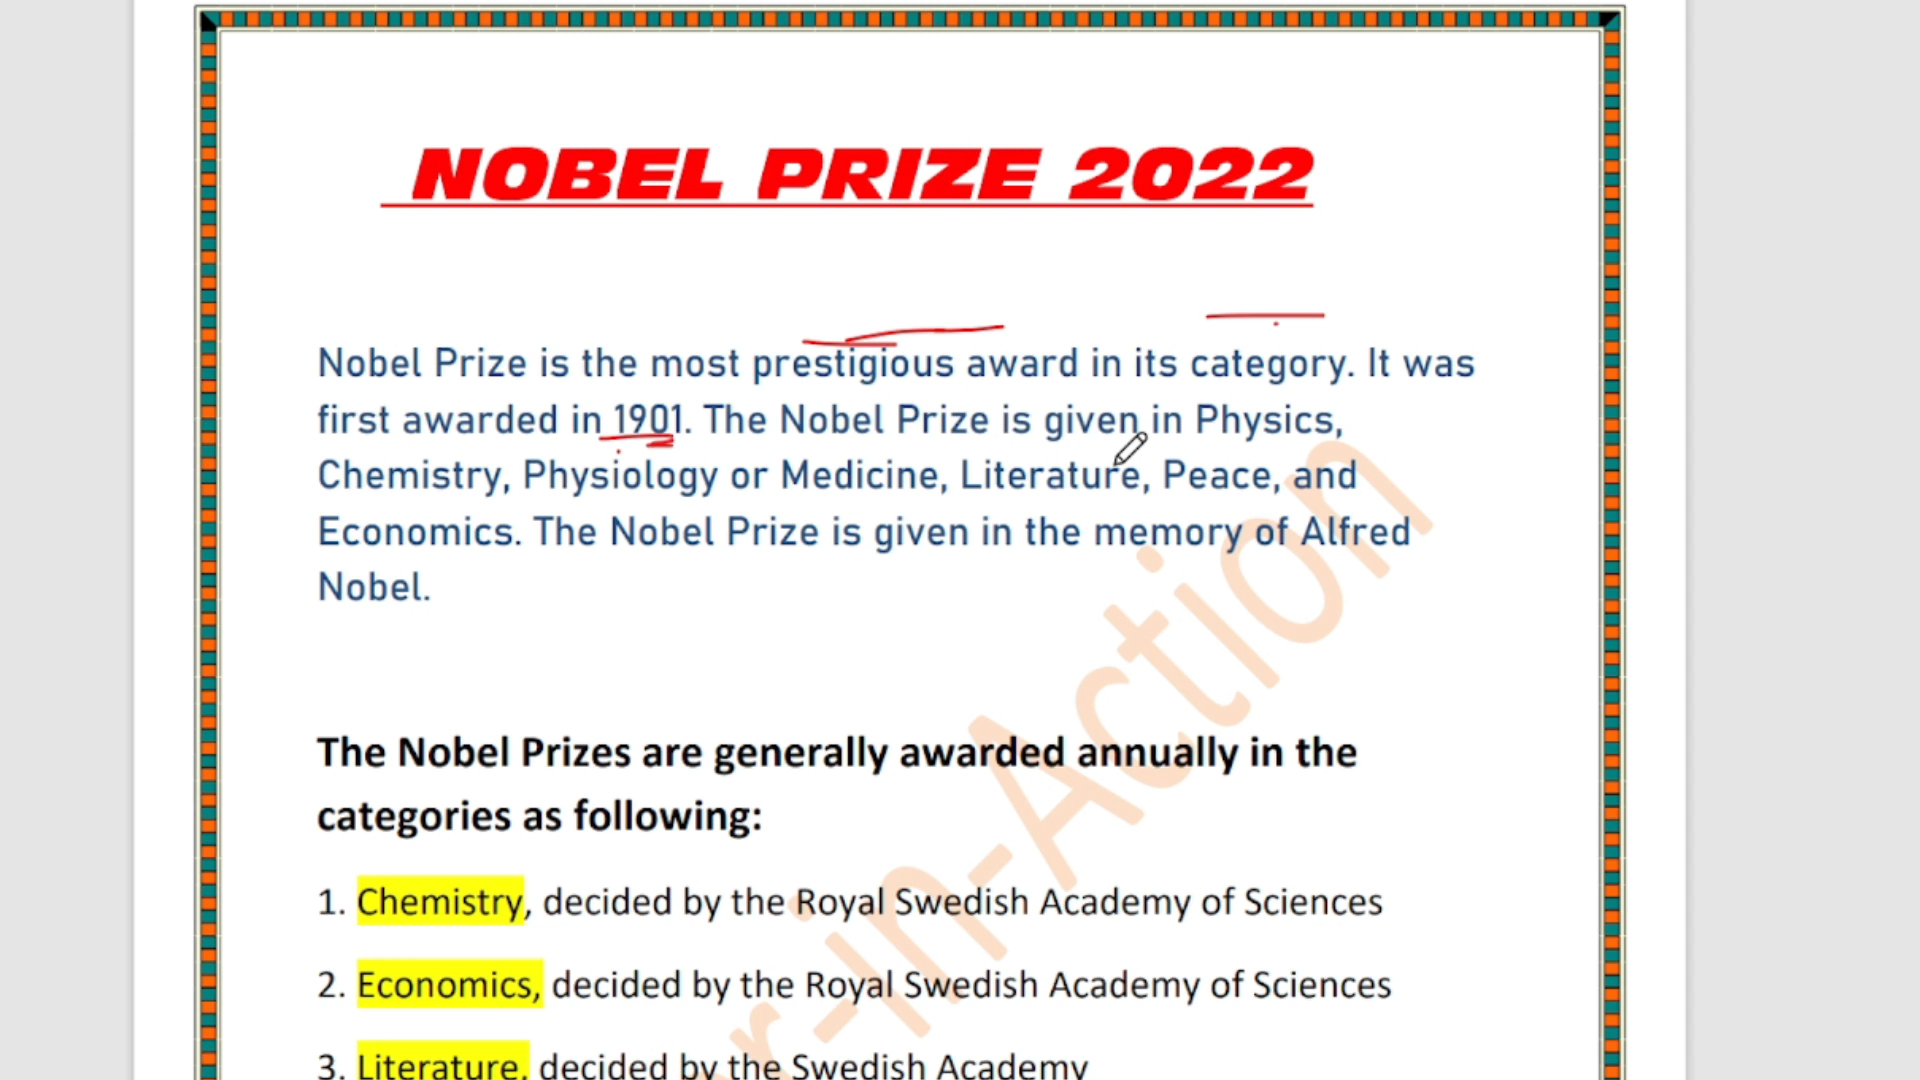 NOBEL PRIZE 2022
Nobel Prize is the most prestigious award in its category. It was
first awarded in 1901. The Nobel Prize is given in Physics,
Chemistry, Physiology or Medicine, Literature, Peace, and
Economics. The Nobel Prize is given in the memory of Alfred
Nobel.
The Nobel Prizes are generally awarded annually in the
categories as following:
1. Chemistry, decided by the Royal Swedish Academy of Sciences
2. Economics, decided by the Royal Swedish Academy of Sciences
3. Literature, decided by the Swedish Academy
r-in-Action